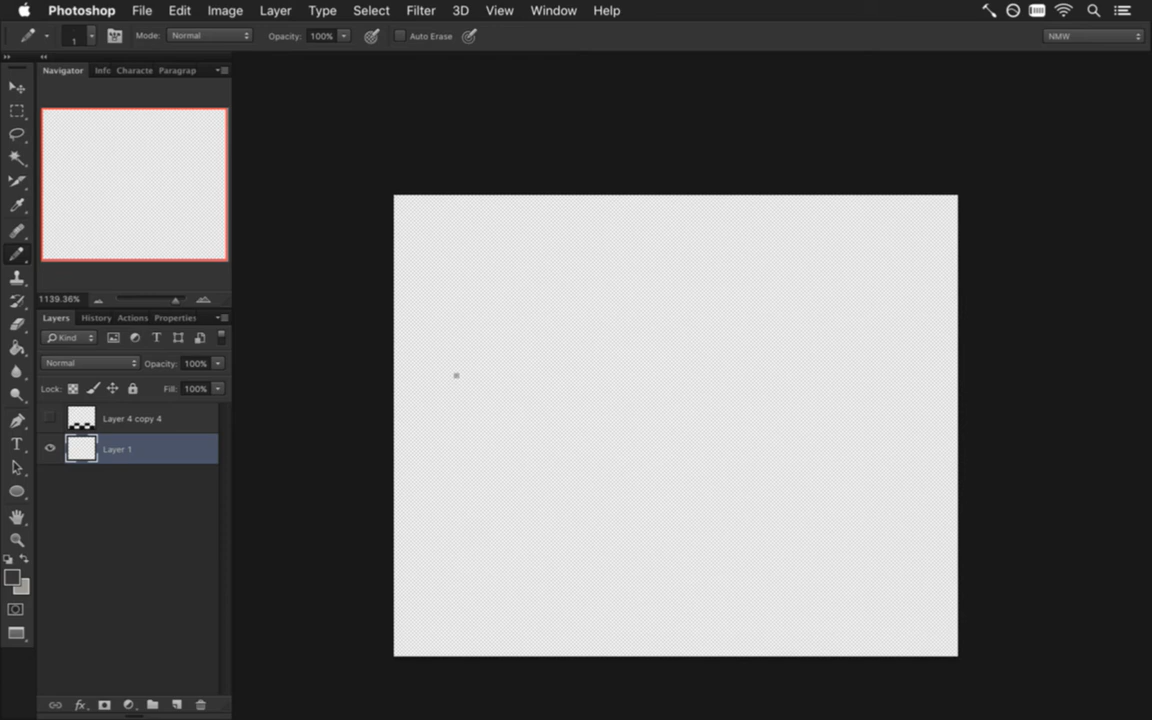 Photoshop File Edit Image Layer Type Select Filter 3D View Window Help
1 Mode: Normal Opacity: 100% Auto Erase NMW
Navigator Info Characte Paragrap
1139.36%
Layers History Actions Properties
Kind T
Normal Opacity: 100%
Lock: Fill: 100%
Layer 4 copy 4
Layer 1
T
fx